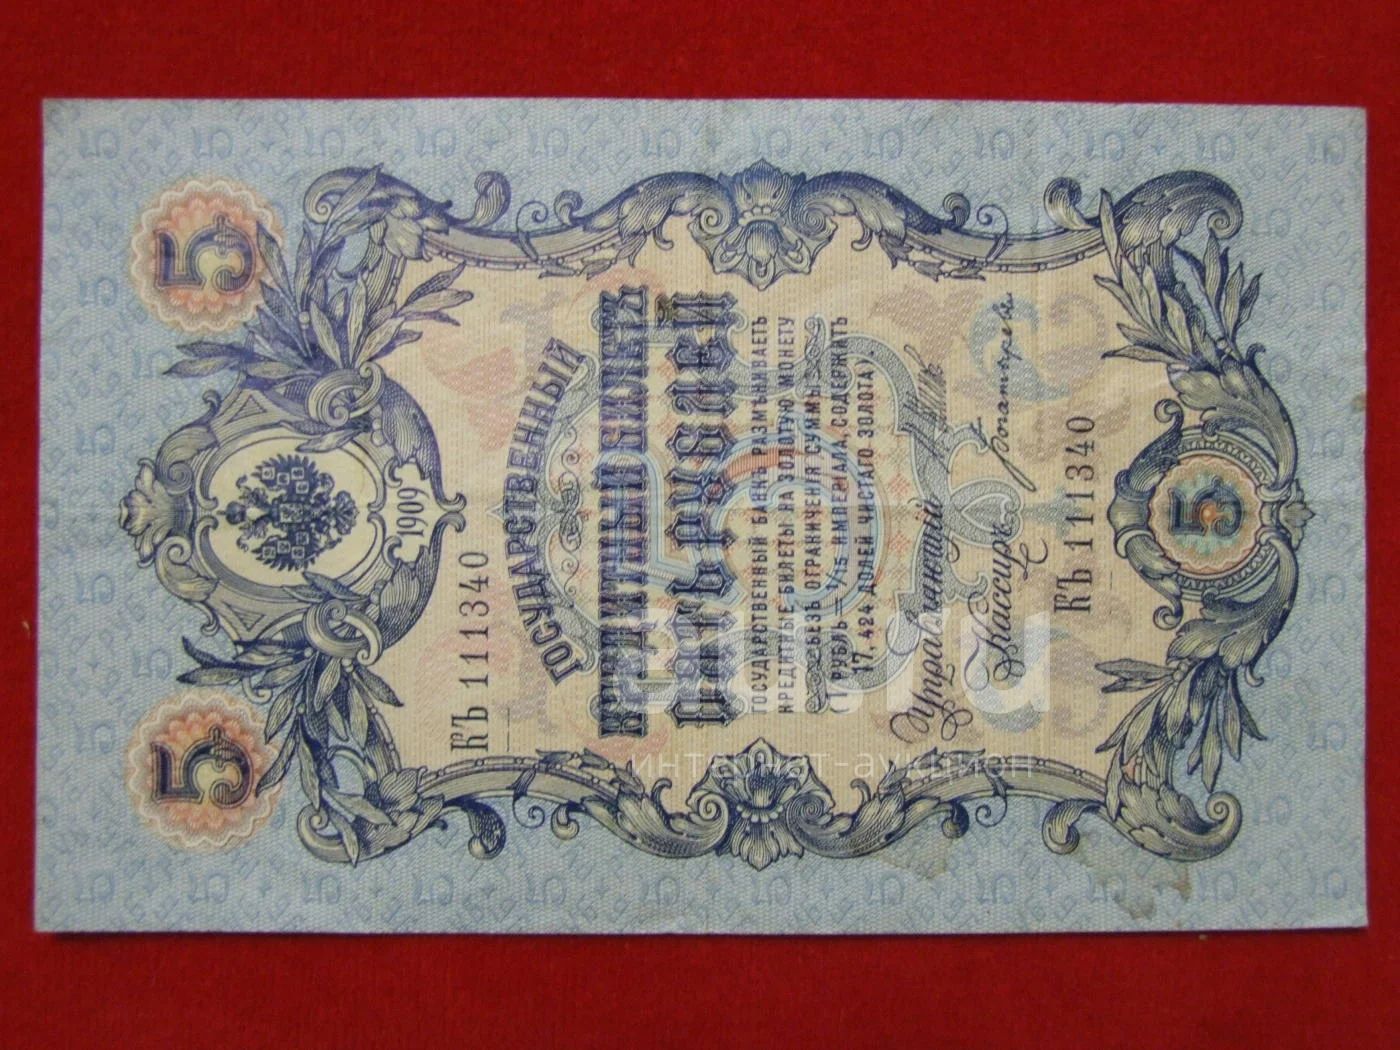 5
5
1909
КЪ 111340
ГОСУДАРСТВЕННЫЙ
КРЕДИТНЫЙ БИЛЕТЪ
ПЯТЬ РУБЛЕЙ
ГОСУДАРСТВЕННЫЙ БАНКЪ РАЗМѢНИВАЕТЪ
КРЕДИТНЫЕ БИЛЕТЫ НА ЗОЛОТУЮ МОНЕТУ
БЕЗЪ ОГРАНИЧЕНІЯ СУММЫ
(1 РУБЛЬ = 1/15 ИМПЕРІАЛА, СОДЕРЖИТЪ
17,424 ДОЛЕЙ ЧИСТАГО ЗОЛОТА).
Управляющій
Кассиръ
КЪ 111340
5
au.ru
интернет-аукцион